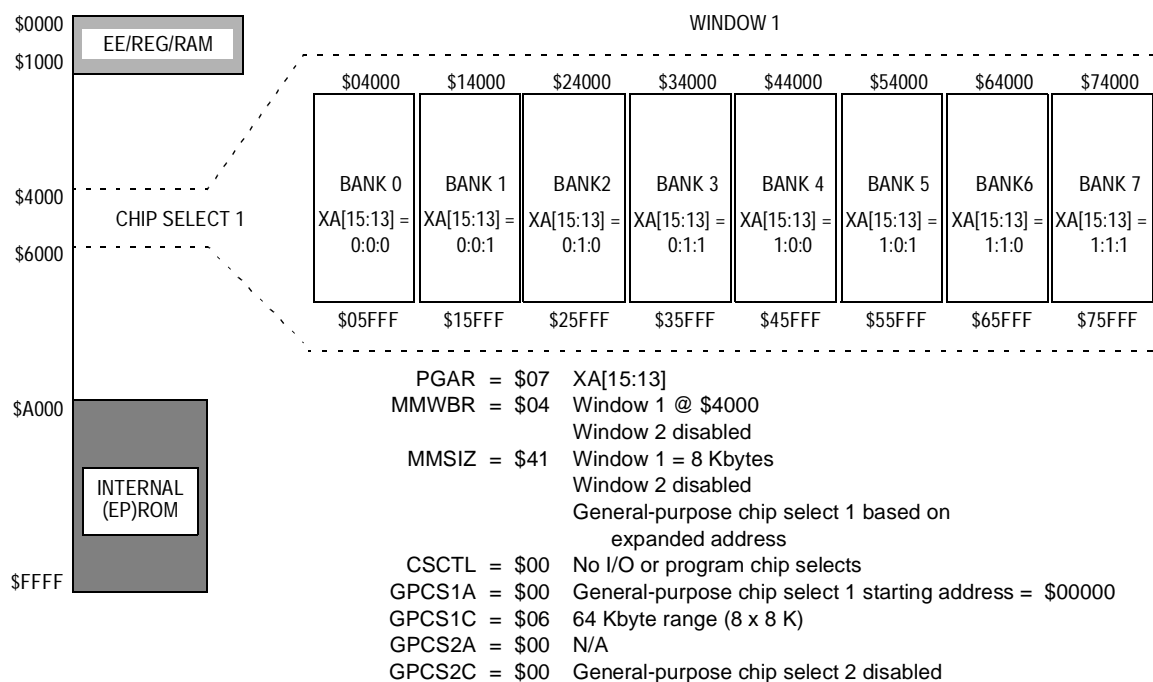 $0000
EE/REG/RAM
$1000
$4000
CHIP SELECT 1
$6000
$A000
INTERNAL
(EP)ROM
$FFFF
WINDOW 1
$04000 $14000 $24000 $34000 $44000 $54000 $64000 $74000
BANK 0 BANK 1 BANK2 BANK 3 BANK 4 BANK 5 BANK6 BANK 7
XA[15:13] = XA[15:13] = XA[15:13] = XA[15:13] = XA[15:13] = XA[15:13] = XA[15:13] = XA[15:13] =
0:0:0 0:0:1 0:1:0 0:1:1 1:0:0 1:0:1 1:1:0 1:1:1
$05FFF $15FFF $25FFF $35FFF $45FFF $55FFF $65FFF $75FFF
PGAR = $07 XA[15:13]
MMWBR = $04 Window 1 @ $4000
Window 2 disabled
MMSIZ = $41 Window 1 = 8 Kbytes
Window 2 disabled
General-purpose chip select 1 based on
expanded address
CSCTL = $00 No I/O or program chip selects
GPCS1A = $00 General-purpose chip select 1 starting address = $00000
GPCS1C = $06 64 Kbyte range (8 x 8 K)
GPCS2A = $00 N/A
GPCS2C = $00 General-purpose chip select 2 disabled